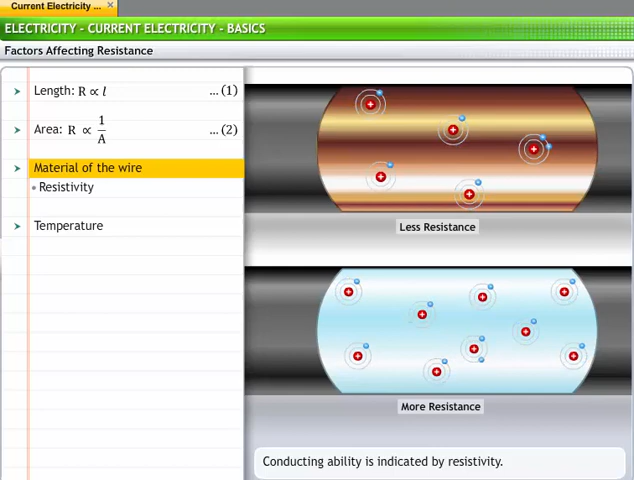 Current Electricity ... ×
ELECTRICITY - CURRENT ELECTRICITY - BASICS
Factors Affecting Resistance
➤ Length: R ∝ l ... (1)
➤ Area: R ∝ 1/A ... (2)
➤ Material of the wire
• Resistivity
➤ Temperature
Less Resistance
More Resistance
Conducting ability is indicated by resistivity.